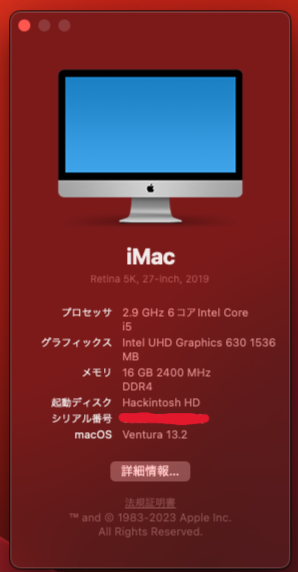 iMac
Retina 5K, 27-inch, 2019
プロセッサ 2.9 GHz 6コアIntel Core
i5
グラフィックス Intel UHD Graphics 630 1536
MB
メモリ 16 GB 2400 MHz
DDR4
起動ディスク Hackintosh HD
シリアル番号
macOS Ventura 13.2
詳細情報...
法規証明書
™ and © 1983-2023 Apple Inc.
All Rights Reserved.